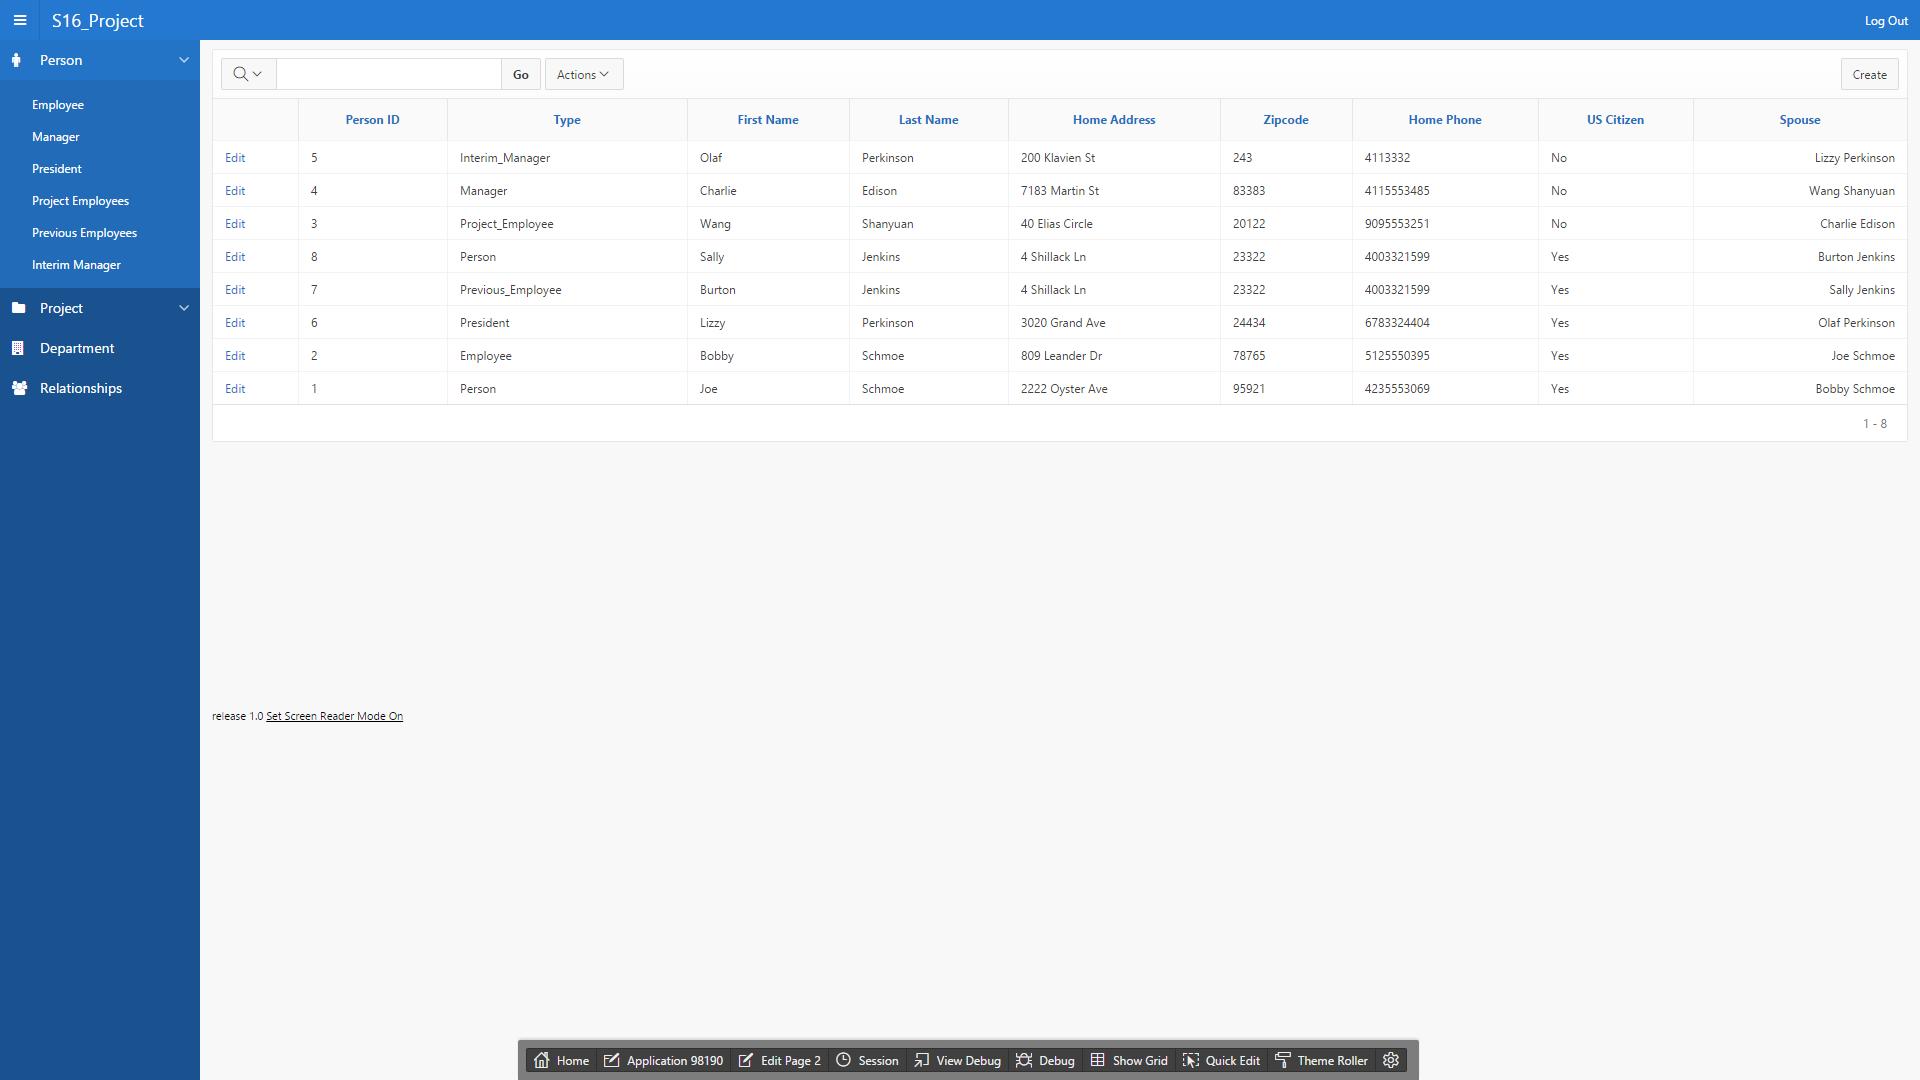 S16_Project Log Out
Person
Employee
Manager
President
Project Employees
Previous Employees
Interim Manager
Project
Department
Relationships
Go Actions Create
Person ID Type First Name Last Name Home Address Zipcode Home Phone US Citizen Spouse
Edit 5 Interim_Manager Olaf Perkinson 200 Klavien St 243 4113332 No Lizzy Perkinson
Edit 4 Manager Charlie Edison 7183 Martin St 83383 4115553485 No Wang Shanyuan
Edit 3 Project_Employee Wang Shanyuan 40 Elias Circle 20122 9095553251 No Charlie Edison
Edit 8 Person Sally Jenkins 4 Shillack Ln 23322 4003321599 Yes Burton Jenkins
Edit 7 Previous_Employee Burton Jenkins 4 Shillack Ln 23322 4003321599 Yes Sally Jenkins
Edit 6 President Lizzy Perkinson 3020 Grand Ave 24434 6783324404 Yes Olaf Perkinson
Edit 2 Employee Bobby Schmoe 809 Leander Dr 78765 5125550395 Yes Joe Schmoe
Edit 1 Person Joe Schmoe 2222 Oyster Ave 95921 4235553069 Yes Bobby Schmoe
1 - 8
release 1.0 Set Screen Reader Mode On
Home Application 98190 Edit Page 2 Session View Debug Debug Show Grid Quick Edit Theme Roller